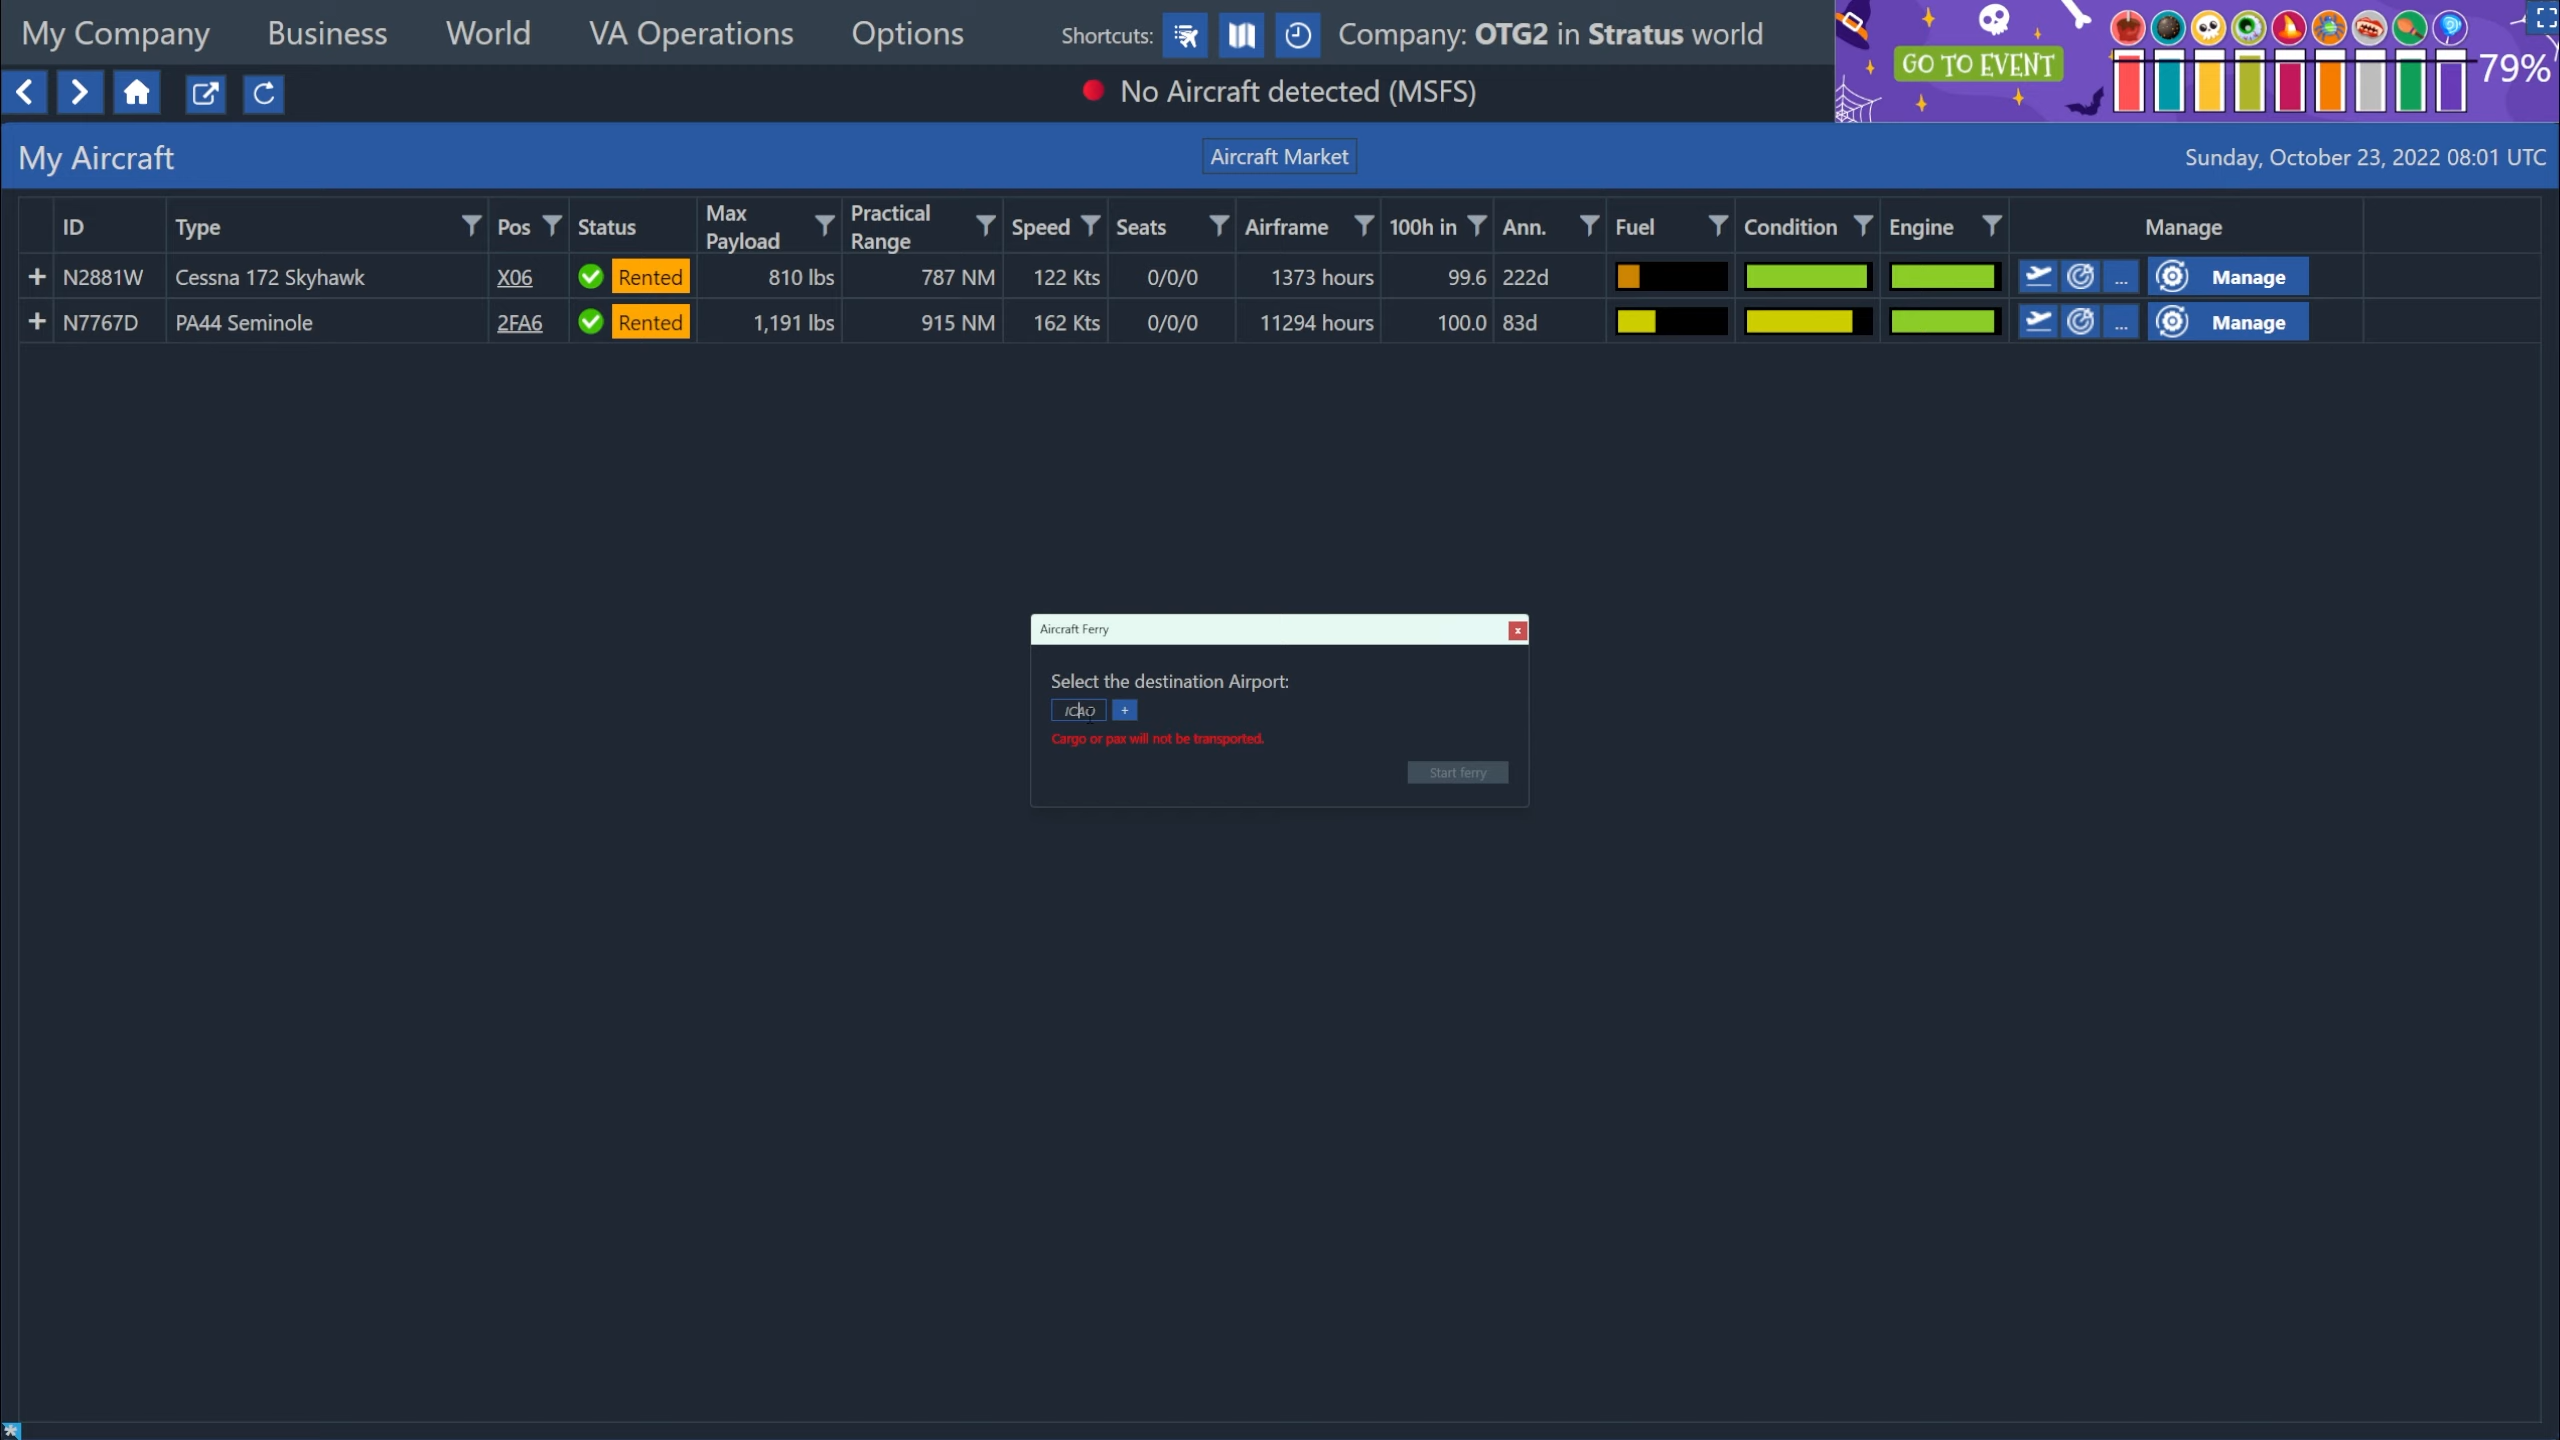 My Company Business World VA Operations Options Shortcuts: Company: OTG2 in Stratus world
GO TO EVENT 79%
No Aircraft detected (MSFS)
My Aircraft Aircraft Market Sunday, October 23, 2022 08:01 UTC
ID Type Pos Status Max Payload Practical Range Speed Seats Airframe 100h in Ann. Fuel Condition Engine Manage
+ N2881W Cessna 172 Skyhawk X06 Rented 810 lbs 787 NM 122 Kts 0/0/0 1373 hours 99.6 222d ... Manage
+ N7767D PA44 Seminole 2FA6 Rented 1,191 lbs 915 NM 162 Kts 0/0/0 11294 hours 100.0 83d ... Manage
Aircraft Ferry x
Select the destination Airport:
ICAO +
Cargo or pax will not be transported.
Start ferry